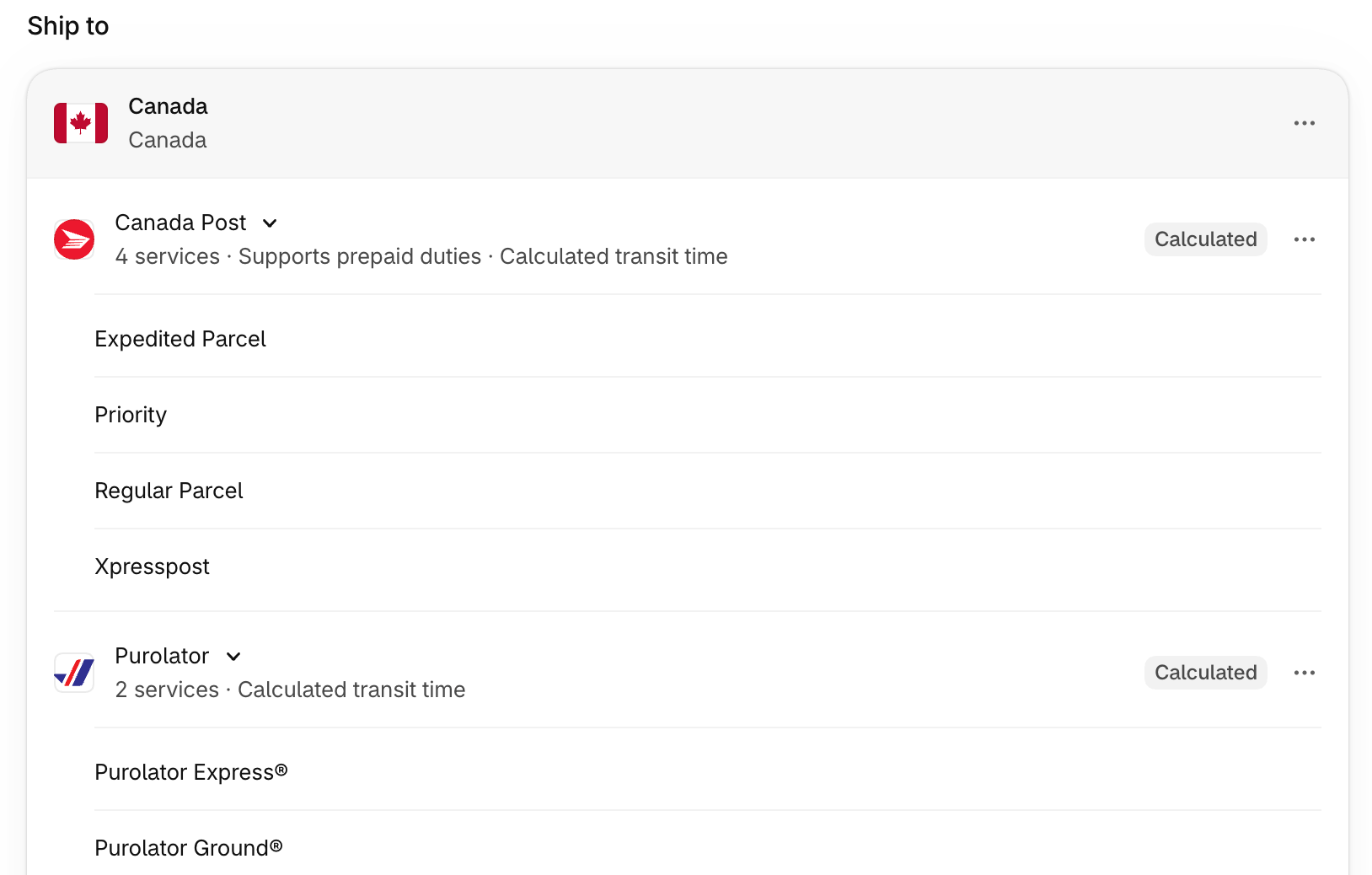 Ship to
Canada
Canada
Canada Post
4 services · Supports prepaid duties · Calculated transit time
Calculated
Expedited Parcel
Priority
Regular Parcel
Xpresspost
Purolator
2 services · Calculated transit time
Calculated
Purolator Express®
Purolator Ground®